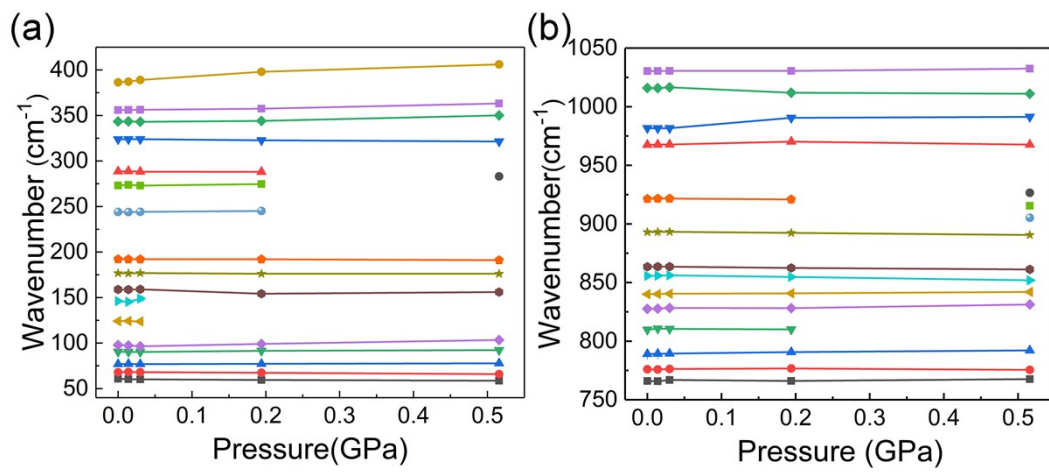 (a)
Wavenumber (cm⁻¹)
400
350
300
250
200
150
100
50
0.0 0.1 0.2 0.3 0.4 0.5
Pressure(GPa)
(b)
Wavenumber(cm⁻¹)
1050
1000
950
900
850
800
750
0.0 0.1 0.2 0.3 0.4 0.5
Pressure (GPa)